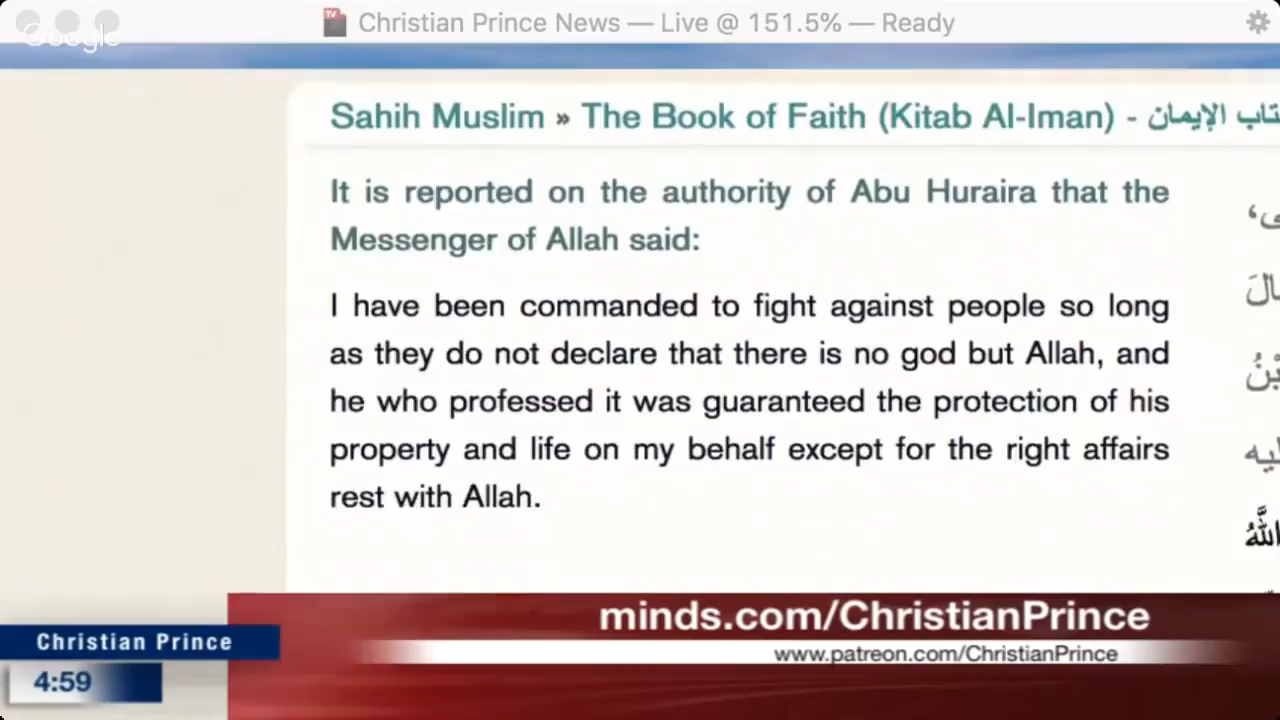 Christian Prince News — Live @ 151.5% — Ready
Google
Sahih Muslim » The Book of Faith (Kitab Al-Iman) - كتاب الإيمان
It is reported on the authority of Abu Huraira that the
Messenger of Allah said:
I have been commanded to fight against people so long
as they do not declare that there is no god but Allah, and
he who professed it was guaranteed the protection of his
property and life on my behalf except for the right affairs
rest with Allah.
اللَّهُ
minds.com/ChristianPrince
www.patreon.com/ChristianPrince
Christian Prince
4:59